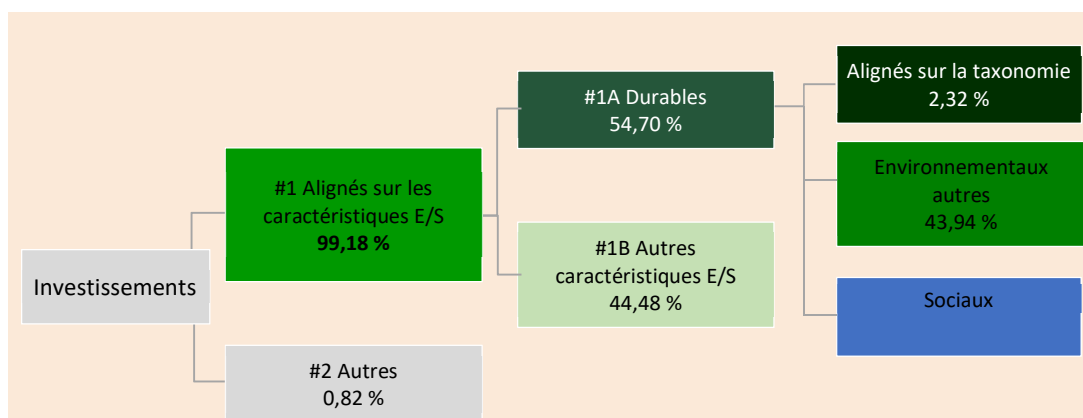 Investissements
#1 Alignés sur les
caractéristiques E/S
99,18 %
#2 Autres
0,82 %
#1A Durables
54,70 %
#1B Autres
caractéristiques E/S
44,48 %
Alignés sur la taxonomie
2,32 %
Environnementaux
autres
43,94 %
Sociaux